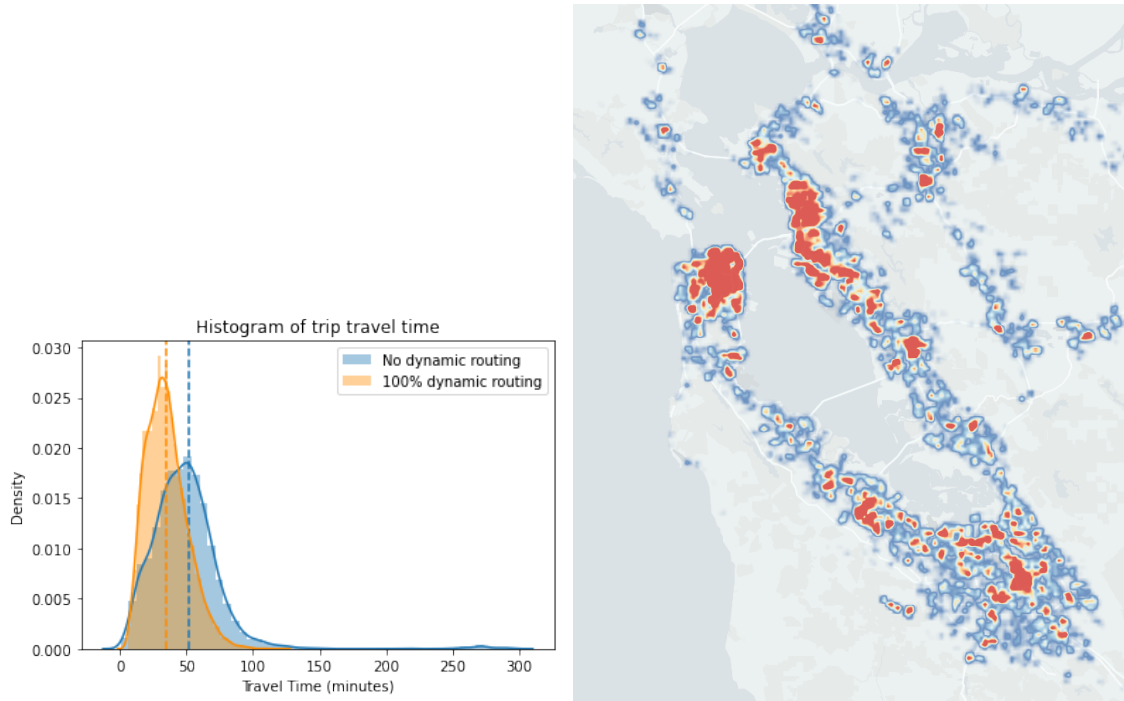 Histogram of trip travel time
No dynamic routing
100% dynamic routing
0.030
0.025
0.020
0.015
0.010
0.005
0.000
Density
0
50
100
150
200
250
300
Travel Time (minutes)